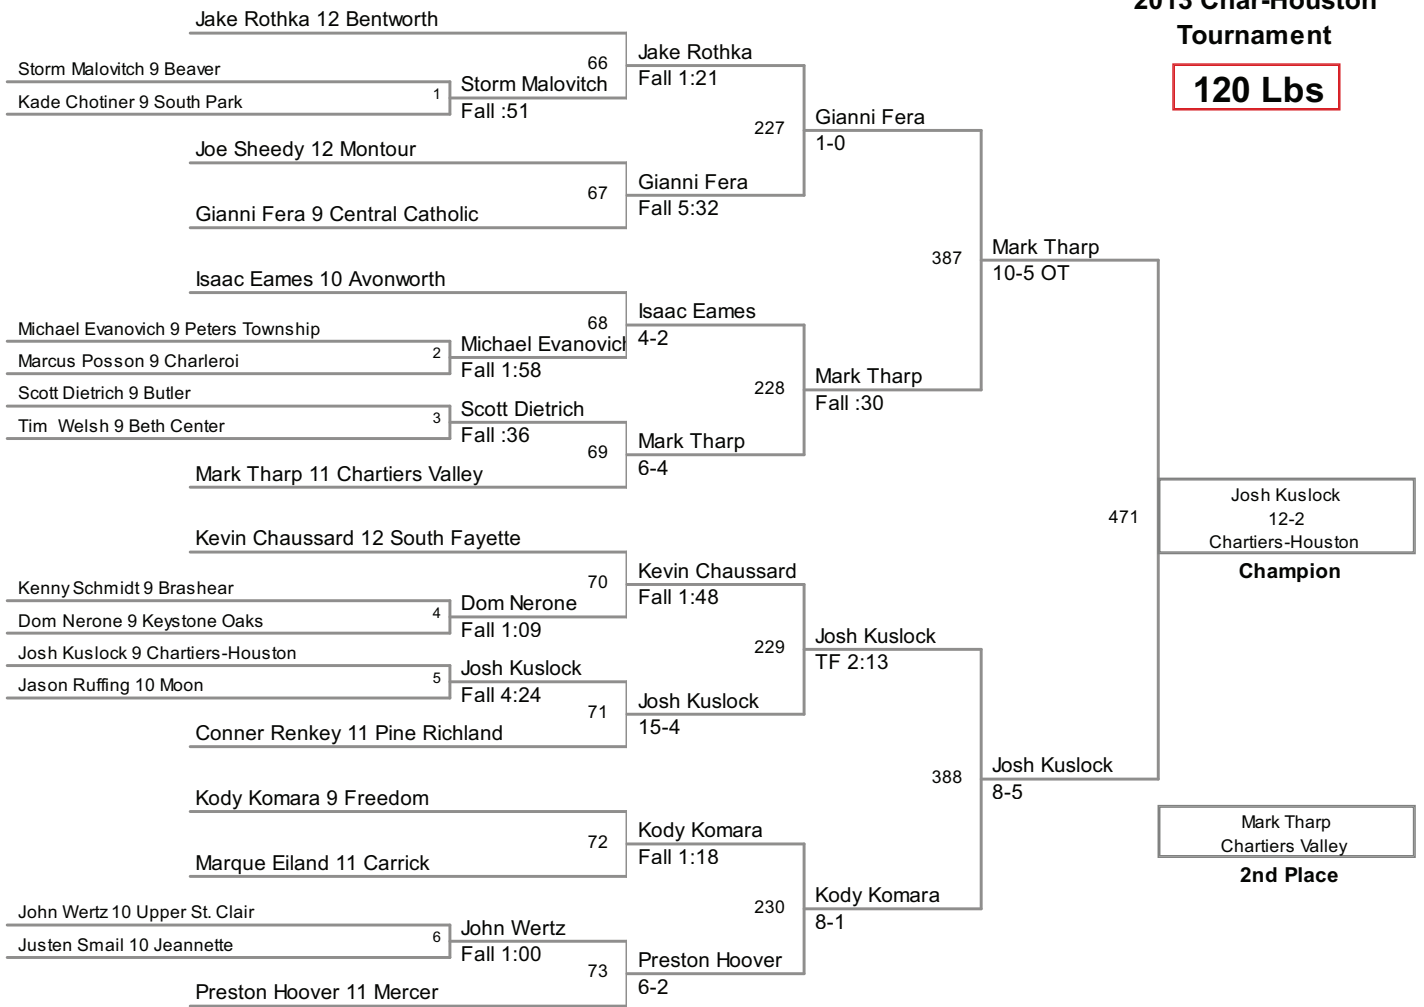 2013 Char-Houston
Tournament
120 Lbs
Jake Rothka 12 Bentworth
Storm Malovitch 9 Beaver
Kade Chotiner 9 South Park
1
Storm Malovitch
Fall :51
66
Jake Rothka
Fall 1:21
Joe Sheedy 12 Montour
Gianni Fera 9 Central Catholic
67
Gianni Fera
Fall 5:32
227
Gianni Fera
1-0
Isaac Eames 10 Avonworth
Michael Evanovich 9 Peters Township
Marcus Posson 9 Charleroi
2
Michael Evanovich
Fall 1:58
68
Isaac Eames
4-2
Scott Dietrich 9 Butler
Tim Welsh 9 Beth Center
3
Scott Dietrich
Fall :36
Mark Tharp 11 Chartiers Valley
69
Mark Tharp
6-4
228
Mark Tharp
Fall :30
387
Mark Tharp
10-5 OT
Kevin Chaussard 12 South Fayette
Kenny Schmidt 9 Brashear
Dom Nerone 9 Keystone Oaks
4
Dom Nerone
Fall 1:09
70
Kevin Chaussard
Fall 1:48
Josh Kuslock 9 Chartiers-Houston
Jason Ruffing 10 Moon
5
Josh Kuslock
Fall 4:24
Conner Renkey 11 Pine Richland
71
Josh Kuslock
15-4
229
Josh Kuslock
TF 2:13
Kody Komara 9 Freedom
Marque Eiland 11 Carrick
72
Kody Komara
Fall 1:18
John Wertz 10 Upper St. Clair
Justen Smail 10 Jeannette
6
John Wertz
Fall 1:00
Preston Hoover 11 Mercer
73
Preston Hoover
6-2
230
Kody Komara
8-1
388
Josh Kuslock
8-5
471
Josh Kuslock
12-2
Chartiers-Houston
Champion
Mark Tharp
Chartiers Valley
2nd Place